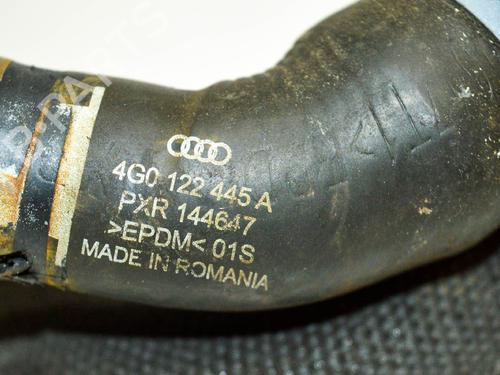 4G0 122 445 A
PXR 144647
>EPDM< 01S
MADE IN ROMANIA